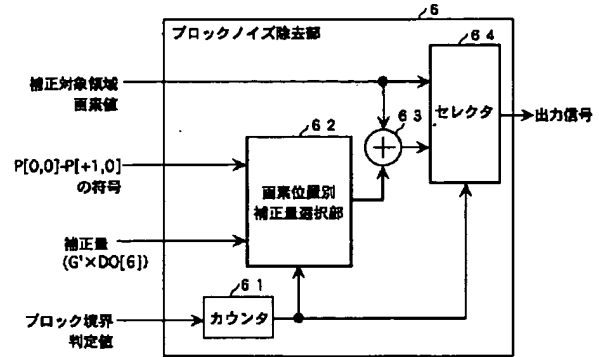 6
ブロックノイズ除去部
64
補正対象領域
画素値
63
セレクタ
出力信号
62
P[0,0]-P[+1,0]
の符号
画素位置別
補正量選択部
補正量
(G'×DO[6])
61
ブロック境界
判定値
カウンタ